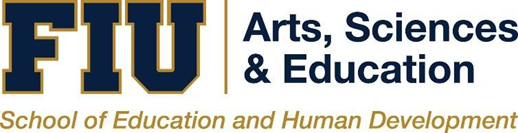 FIU
Arts, Sciences
& Education
School of Education and Human Development